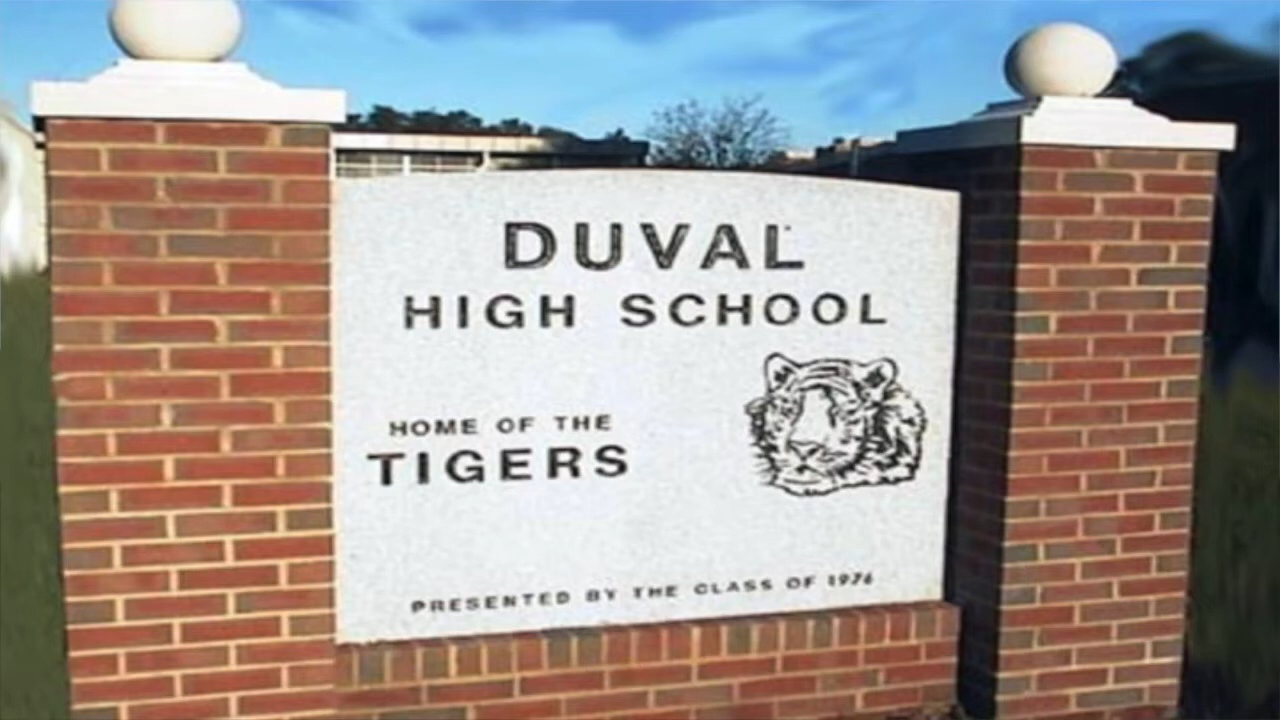 DUVAL
HIGH SCHOOL
HOME OF THE
TIGERS
PRESENTED BY THE CLASS OF 1976